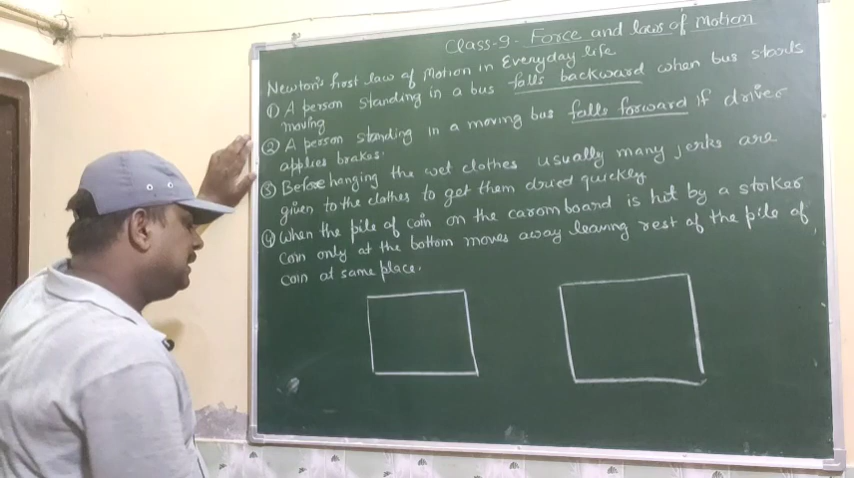 Class-9- Force and laws of Motion
Newton's first law of Motion in Everyday life
① A person standing in a bus falls backward when bus starts
moving
② A person standing in a moving bus falls forward if driver
applies brakes.
③ Before hanging the wet clothes usually many jerks are
given to the clothes to get them dried quickly
④ When the pile of coin on the carom board is hit by a striker
coin only at the bottom moves away leaving rest of the pile of
coin at same place.